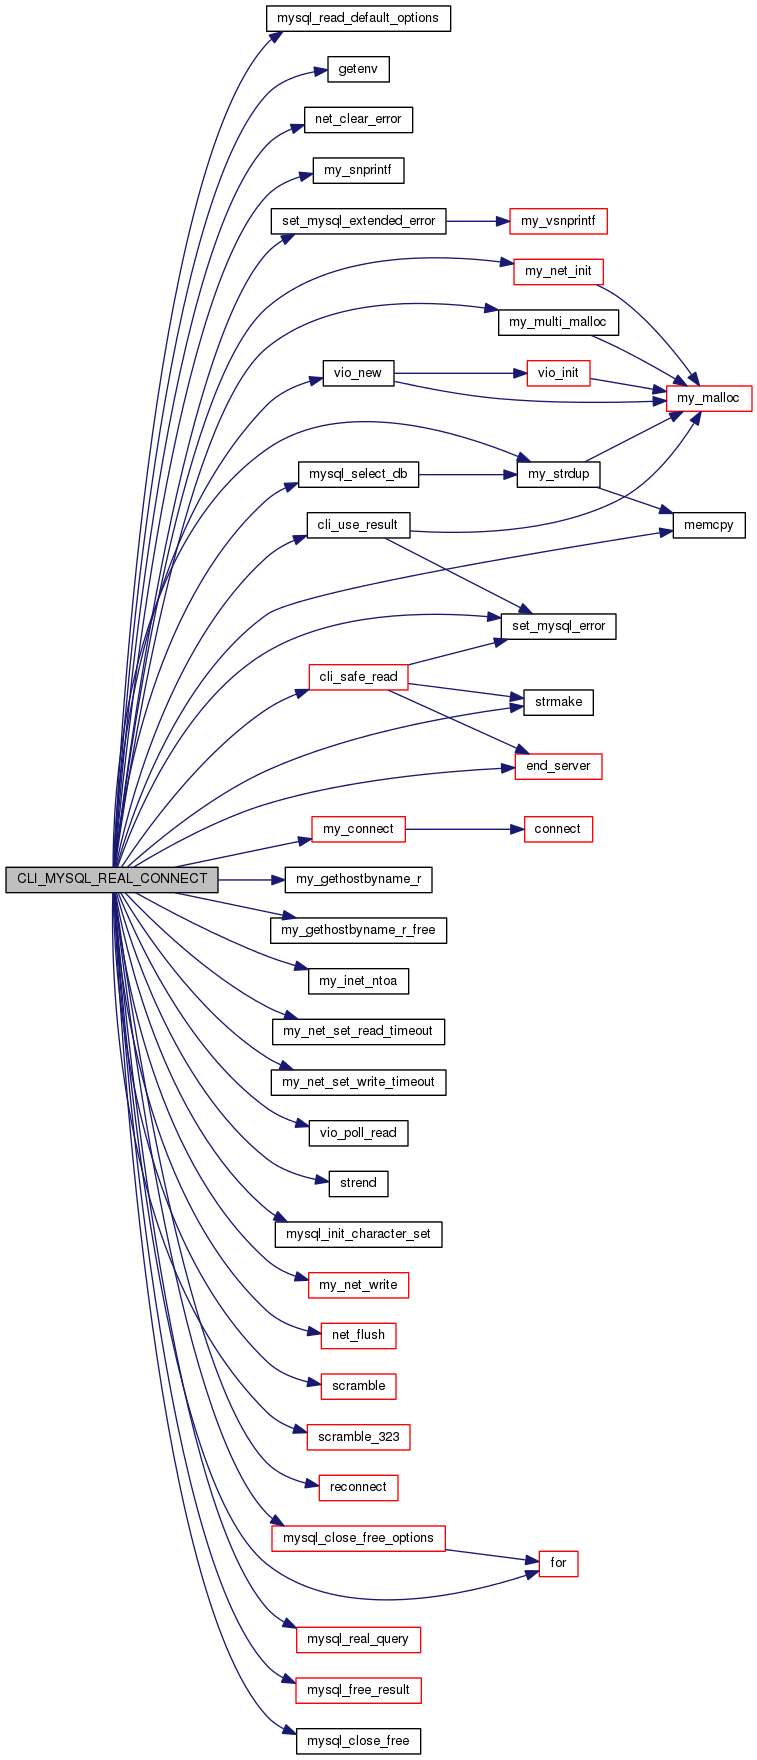 mysql_read_default_options
getenv
net_clear_error
my_snprintf
set_mysql_extended_error
my_vsnprintf
my_net_init
my_multi_malloc
vio_new
vio_init
my_malloc
mysql_select_db
my_strdup
cli_use_result
memcpy
set_mysql_error
cli_safe_read
strmake
end_server
my_connect
connect
CLI_MYSQL_REAL_CONNECT
my_gethostbyname_r
my_gethostbyname_r_free
my_inet_ntoa
my_net_set_read_timeout
my_net_set_write_timeout
vio_poll_read
strend
mysql_init_character_set
my_net_write
net_flush
scramble
scramble_323
reconnect
mysql_close_free_options
for
mysql_real_query
mysql_free_result
mysql_close_free